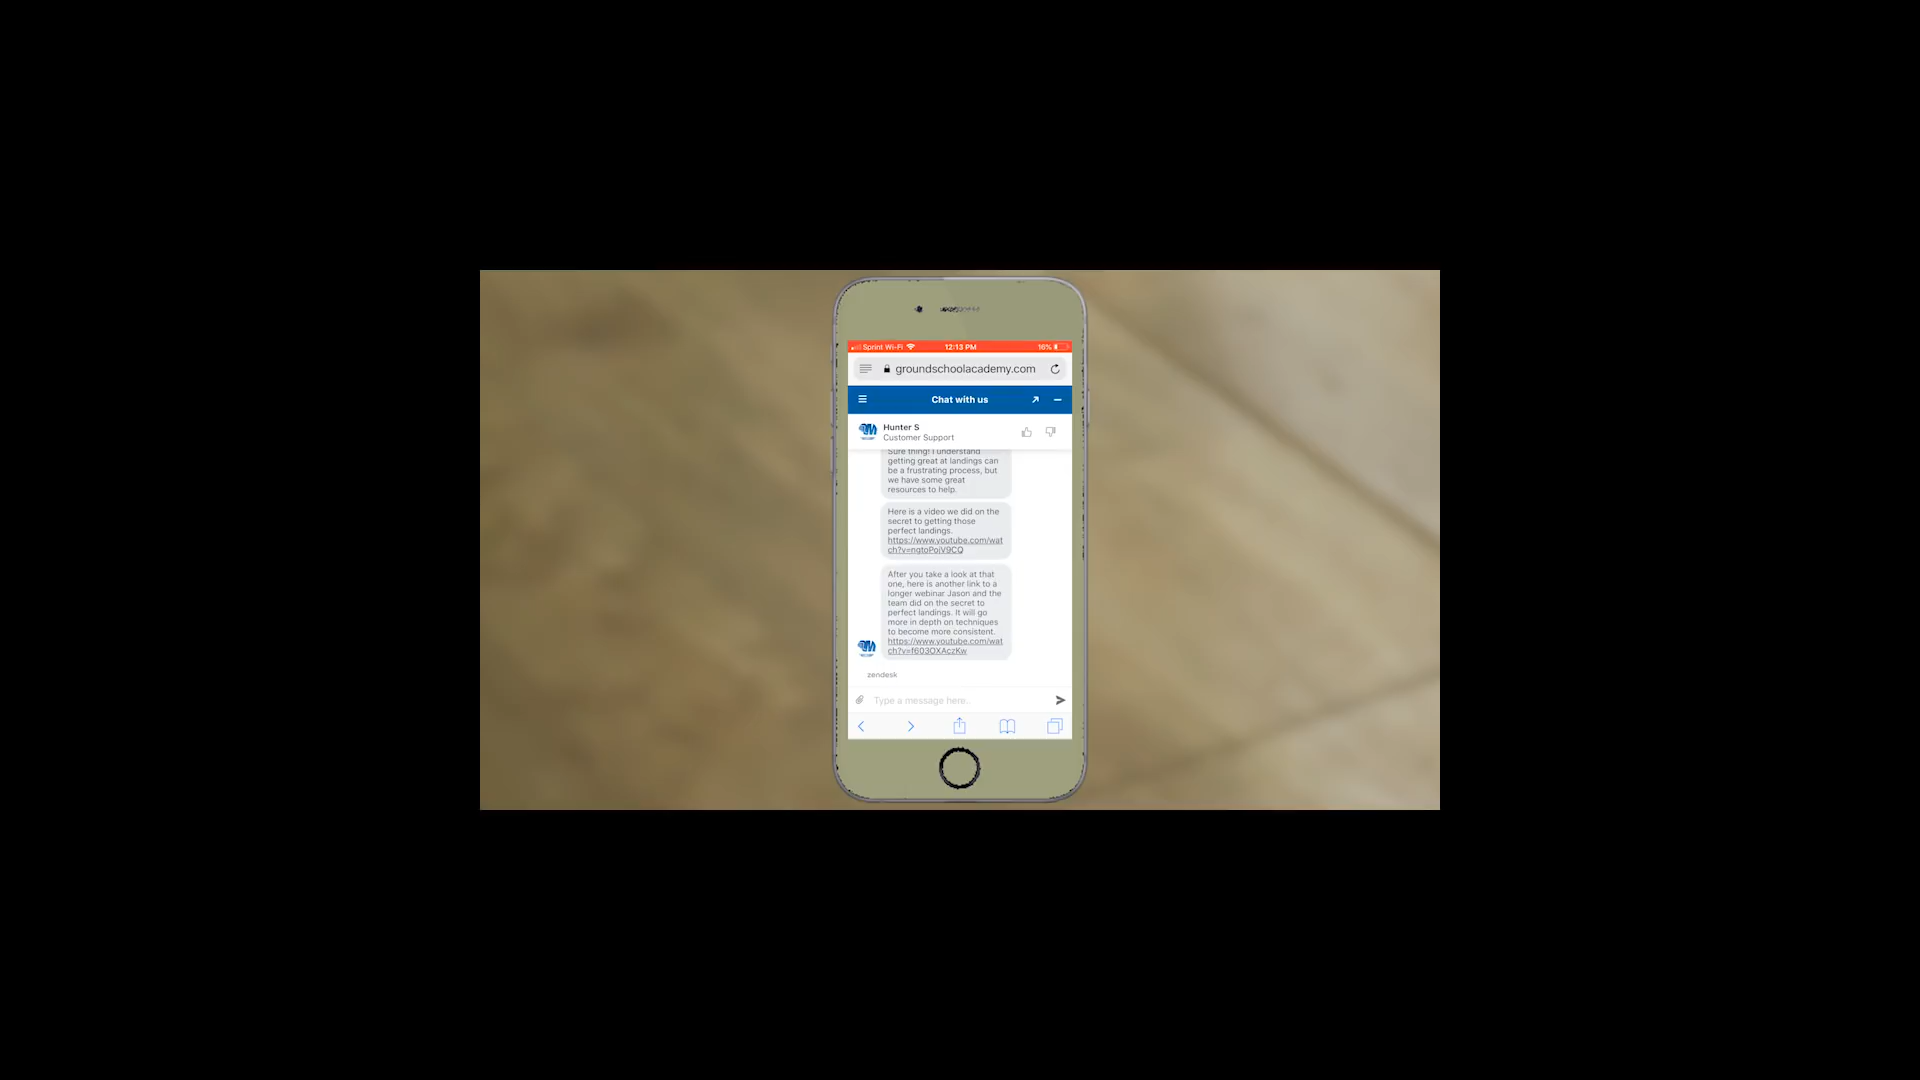 Sprint Wi-Fi 12:13 PM 16%
groundschoolacademy.com
Chat with us
Hunter S
Customer Support
Sure thing! I understand
getting great at landings can
be a frustrating process, but
we have some great
resources to help.
Here is a video we did on the
secret to getting those
perfect landings.
https://www.youtube.com/wat
ch?v=ngtoPojV9CQ
After you take a look at that
one, here is another link to a
longer webinar Jason and the
team did on the secret to
perfect landings. It will go
more in depth on techniques
to become more consistent.
https://www.youtube.com/wat
ch?v=f603OXAczKw
zendesk
Type a message here..